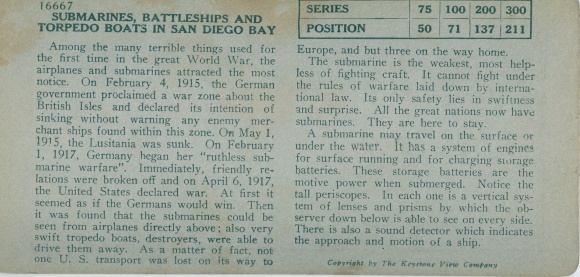 16667
SUBMARINES, BATTLESHIPS AND
TORPEDO BOATS IN SAN DIEGO BAY
Among the many terrible things used for
the first time in the great World War, the
airplanes and submarines attracted the most
notice. On February 4, 1915, the German
government proclaimed a war zone about the
British Isles and declared its intention of
sinking without warning any enemy mer-
chant ships found within this zone. On May 1,
1915, the Lusitania was sunk. On February
1, 1917, Germany began her "ruthless sub-
marine warfare". Immediately, friendly re-
lations were broken off and on April 6, 1917,
the United States declared war. At first it
seemed as if the Germans would win. Then
it was found that the submarines could be
seen from airplanes directly above; also very
swift torpedo boats, destroyers, were able to
drive them away. As a matter of fact, not
one U. S. transport was lost on its way to
SERIES 75 100 200 300
POSITION 50 71 137 211
Europe, and but three on the way home.
The submarine is the weakest, most help-
less of fighting craft. It cannot fight under
the rules of warfare laid down by interna-
tional law. Its only safety lies in swiftness
and surprise. All the great nations now have
submarines. They are here to stay.
A submarine may travel on the surface or
under the water. It has a system of engines
for surface running and for charging storage
batteries. These storage batteries are the
motive power when submerged. Notice the
tall periscopes. In each one is a vertical sys-
tem of lenses and prisms by which the ob-
server down below is able to see on every side.
There is also a sound detector which indicates
the approach and motion of a ship.
Copyright by The Keystone View Company